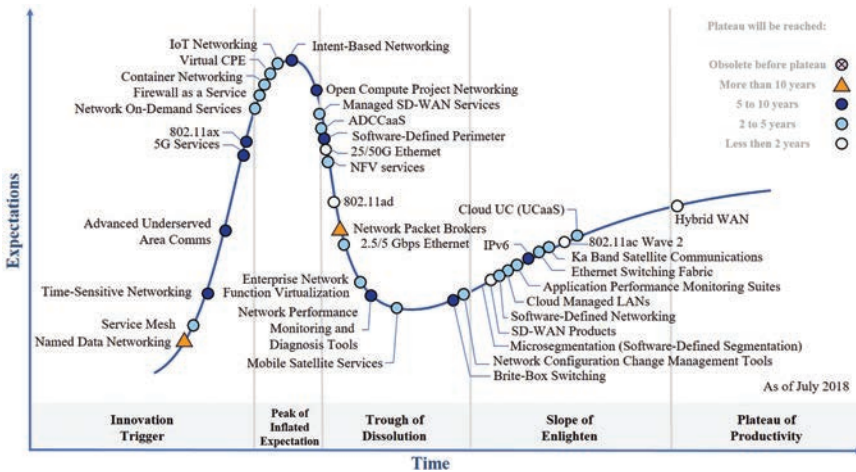 Plateau will be reached:
Obsolete before plateau
More than 10 years
5 to 10 years
2 to 5 years
Less then 2 years
Expectations
IoT Networking
Virtual CPE
Container Networking
Firewall as a Service
Network On-Demand Services
802.11ax
5G Services
Advanced Underserved
Area Comms
Time-Sensitive Networking
Service Mesh
Named Data Networking
Intent-Based Networking
Open Compute Project Networking
Managed SD-WAN Services
ADCCaaS
Software-Defined Perimeter
25/50G Ethernet
NFV services
802.11ad
Network Packet Brokers
2.5/5 Gbps Ethernet
Enterprise Network
Function Virtualization
Network Performance
Monitoring and
Diagnosis Tools
Mobile Satellite Services
Cloud UC (UCaaS)
Hybrid WAN
IPv6
802.11ac Wave 2
Ka Band Satellite Communications
Ethernet Switching Fabric
Application Performance Monitoring Suites
Cloud Managed LANs
Software-Defined Networking
SD-WAN Products
Microsegmentation (Software-Defined Segmentation)
Network Configuration Change Management Tools
Brite-Box Switching
As of July 2018
Innovation
Trigger
Peak of
Inflated
Expectation
Trough of
Dissolution
Slope of
Enlighten
Plateau of
Productivity
Time